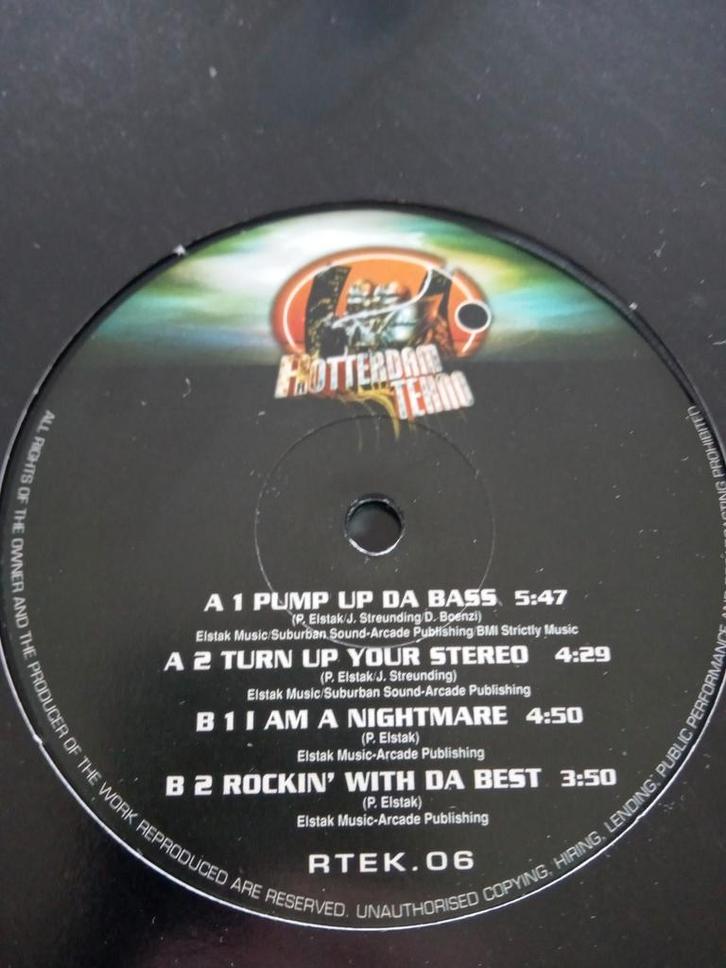 ROTTERDAM
TEKNO
A 1 PUMP UP DA BASS 5:47
(P. Elstak/J. Streunding/D. Boenzi)
Elstak Music/Suburban Sound-Arcade Publishing/BMI Strictly Music
A 2 TURN UP YOUR STEREO 4:29
(P. Elstak/J. Streunding)
Elstak Music/Suburban Sound-Arcade Publishing
B 1 I AM A NIGHTMARE 4:50
(P. Elstak)
Elstak Music-Arcade Publishing
B 2 ROCKIN' WITH DA BEST 3:50
(P. Elstak)
Elstak Music-Arcade Publishing
RTEK.06
ALL RIGHTS OF THE OWNER AND THE PRODUCER OF THE WORK REPRODUCED ARE RESERVED. UNAUTHORISED COPYING, HIRING, LENDING, PUBLIC PERFORMANCE PROHIBITED